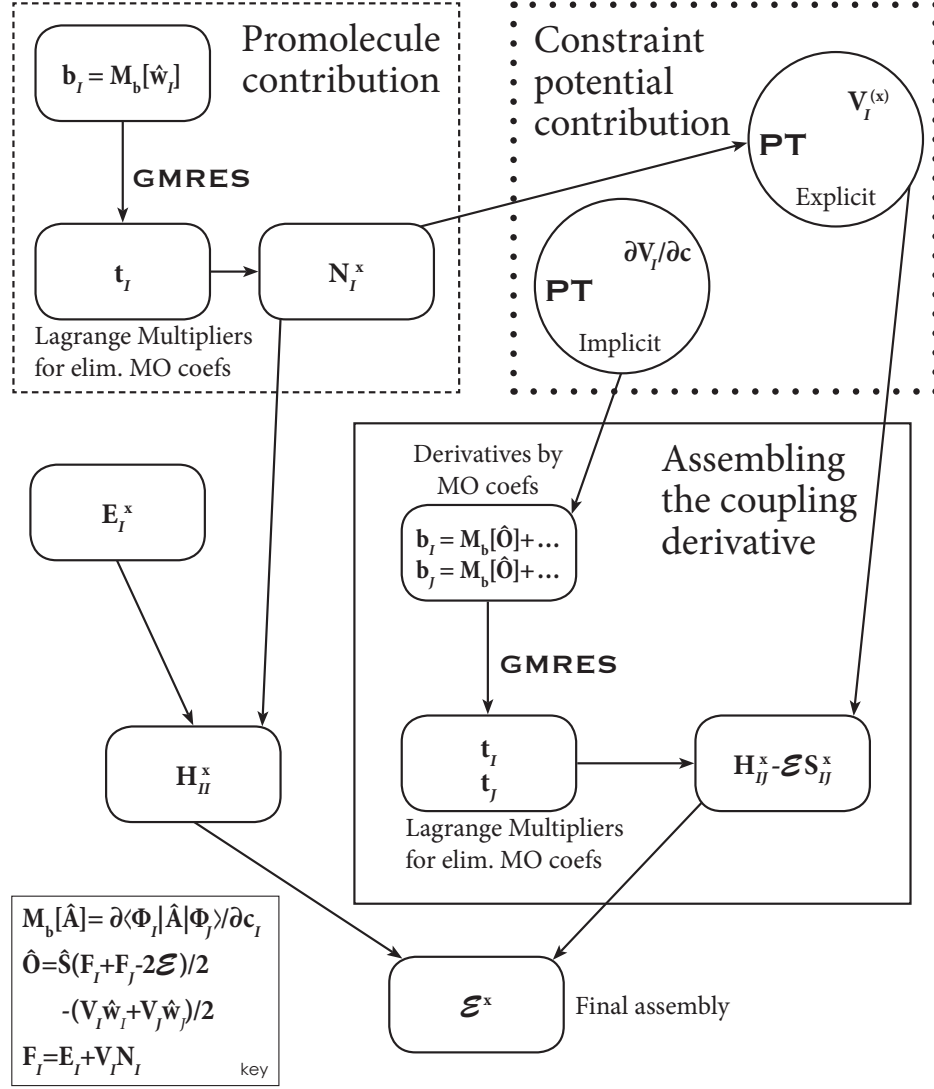 Promolecule
contribution
b_I = M_b[ŵ_I]
GMRES
t_I
N_I^x
Lagrange Multipliers
for elim. MO coefs
Constraint
potential
contribution
V_I^(x)
PT
Explicit
∂V_I/∂c
PT
Implicit
E_I^x
H_II^x
Assembling
the coupling
derivative
Derivatives by
MO coefs
b_I = M_b[Ô]+…
b_J = M_b[Ô]+…
GMRES
t_I
t_J
Lagrange Multipliers
for elim. MO coefs
H_IJ^x-ℰS_IJ^x
M_b[Â]= ∂⟨Φ_I|Â|Φ_J⟩/∂c_I
Ô=Ŝ(F_I+F_J-2ℰ)/2
-(V_Iŵ_I+V_Jŵ_J)/2
F_I=E_I+V_IN_I
key
ℰ^x
Final assembly